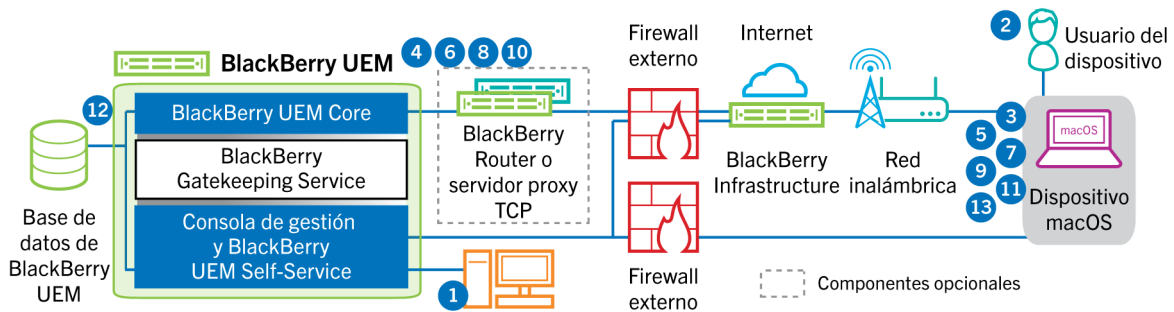 Firewall
externo
Internet
2
Usuario del
dispositivo
BlackBerry UEM
4 6 8 10
12
BlackBerry UEM Core
BlackBerry
Gatekeeping Service
Consola de gestión
y BlackBerry
UEM Self-Service
Base de
datos de
BlackBerry
UEM
BlackBerry
Router o
servidor proxy
TCP
BlackBerry
Infrastructure
Red
inalámbrica
3
5
7
9
11
13
macOS
Dispositivo
macOS
1
Firewall
externo
Componentes opcionales